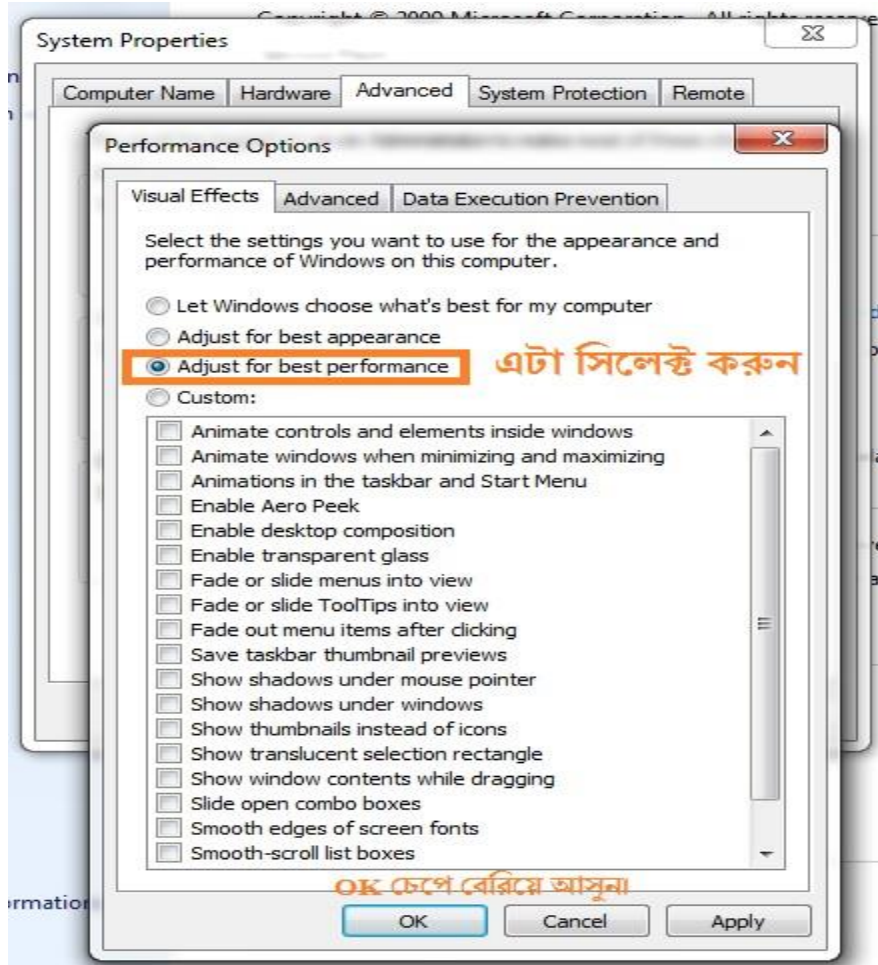 Copyright © 2009 Microsoft Corporation. All rights reserve
System Properties
Computer Name Hardware Advanced System Protection Remote
Performance Options
Visual Effects Advanced Data Execution Prevention
Select the settings you want to use for the appearance and
performance of Windows on this computer.
Let Windows choose what's best for my computer
Adjust for best appearance
Adjust for best performance এটা সিলেক্ট করুন
Custom:
Animate controls and elements inside windows
Animate windows when minimizing and maximizing
Animations in the taskbar and Start Menu
Enable Aero Peek
Enable desktop composition
Enable transparent glass
Fade or slide menus into view
Fade or slide ToolTips into view
Fade out menu items after clicking
Save taskbar thumbnail previews
Show shadows under mouse pointer
Show shadows under windows
Show thumbnails instead of icons
Show translucent selection rectangle
Show window contents while dragging
Slide open combo boxes
Smooth edges of screen fonts
Smooth-scroll list boxes
OK চেপে বেরিয়ে আসুন।
OK Cancel Apply